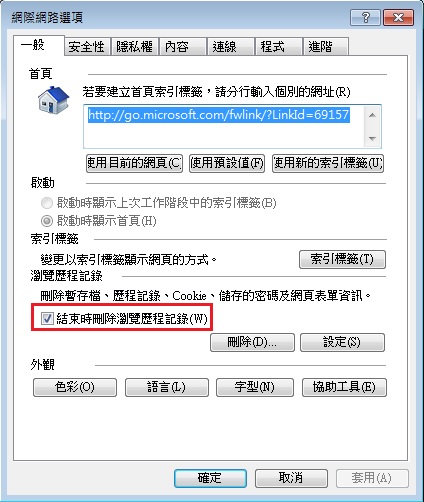 網際網路選項
一般 安全性 隱私權 內容 連線 程式 進階
首頁
若要建立首頁索引標籤，請分行輸入個別的網址(R)
http://go.microsoft.com/fwlink/?LinkId=69157
使用目前的網頁(C 使用預設值(F) 使用新的索引標籤(U)
啟動
啟動時顯示上次工作階段中的索引標籤(B)
啟動時顯示首頁(H)
索引標籤
變更以索引標籤顯示網頁的方式。 索引標籤(T)
瀏覽歷程記錄
刪除暫存檔、歷程記錄、Cookie、儲存的密碼及網頁表單資訊。
結束時刪除瀏覽歷程記錄(W)
刪除(D)... 設定(S)
外觀
色彩(O) 語言(L) 字型(N) 協助工具(E)
確定 取消 套用(A)